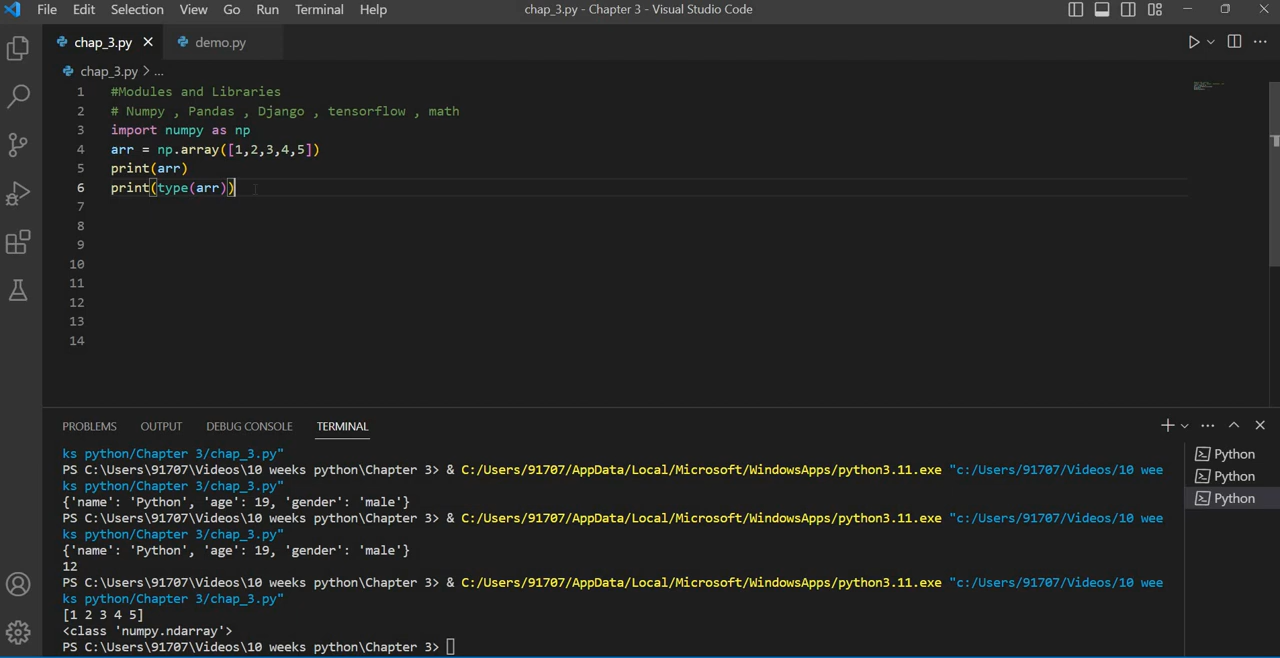 File Edit Selection View Go Run Terminal Help chap_3.py - Chapter 3 - Visual Studio Code
chap_3.py demo.py
chap_3.py > ...
1 #Modules and Libraries
2 # Numpy , Pandas , Django , tensorflow , math
3 import numpy as np
4 arr = np.array([1,2,3,4,5])
5 print(arr)
6 print(type(arr))
7
8
9
10
11
12
13
14
PROBLEMS OUTPUT DEBUG CONSOLE TERMINAL
ks python/Chapter 3/chap_3.py"
PS C:\Users\91707\Videos\10 weeks python\Chapter 3> & C:/Users/91707/AppData/Local/Microsoft/WindowsApps/python3.11.exe "c:/Users/91707/Videos/10 wee
ks python/Chapter 3/chap_3.py"
{'name': 'Python', 'age': 19, 'gender': 'male'}
PS C:\Users\91707\Videos\10 weeks python\Chapter 3> & C:/Users/91707/AppData/Local/Microsoft/WindowsApps/python3.11.exe "c:/Users/91707/Videos/10 wee
ks python/Chapter 3/chap_3.py"
{'name': 'Python', 'age': 19, 'gender': 'male'}
12
PS C:\Users\91707\Videos\10 weeks python\Chapter 3> & C:/Users/91707/AppData/Local/Microsoft/WindowsApps/python3.11.exe "c:/Users/91707/Videos/10 wee
ks python/Chapter 3/chap_3.py"
[1 2 3 4 5]
<class 'numpy.ndarray'>
PS C:\Users\91707\Videos\10 weeks python\Chapter 3>
Python
Python
Python